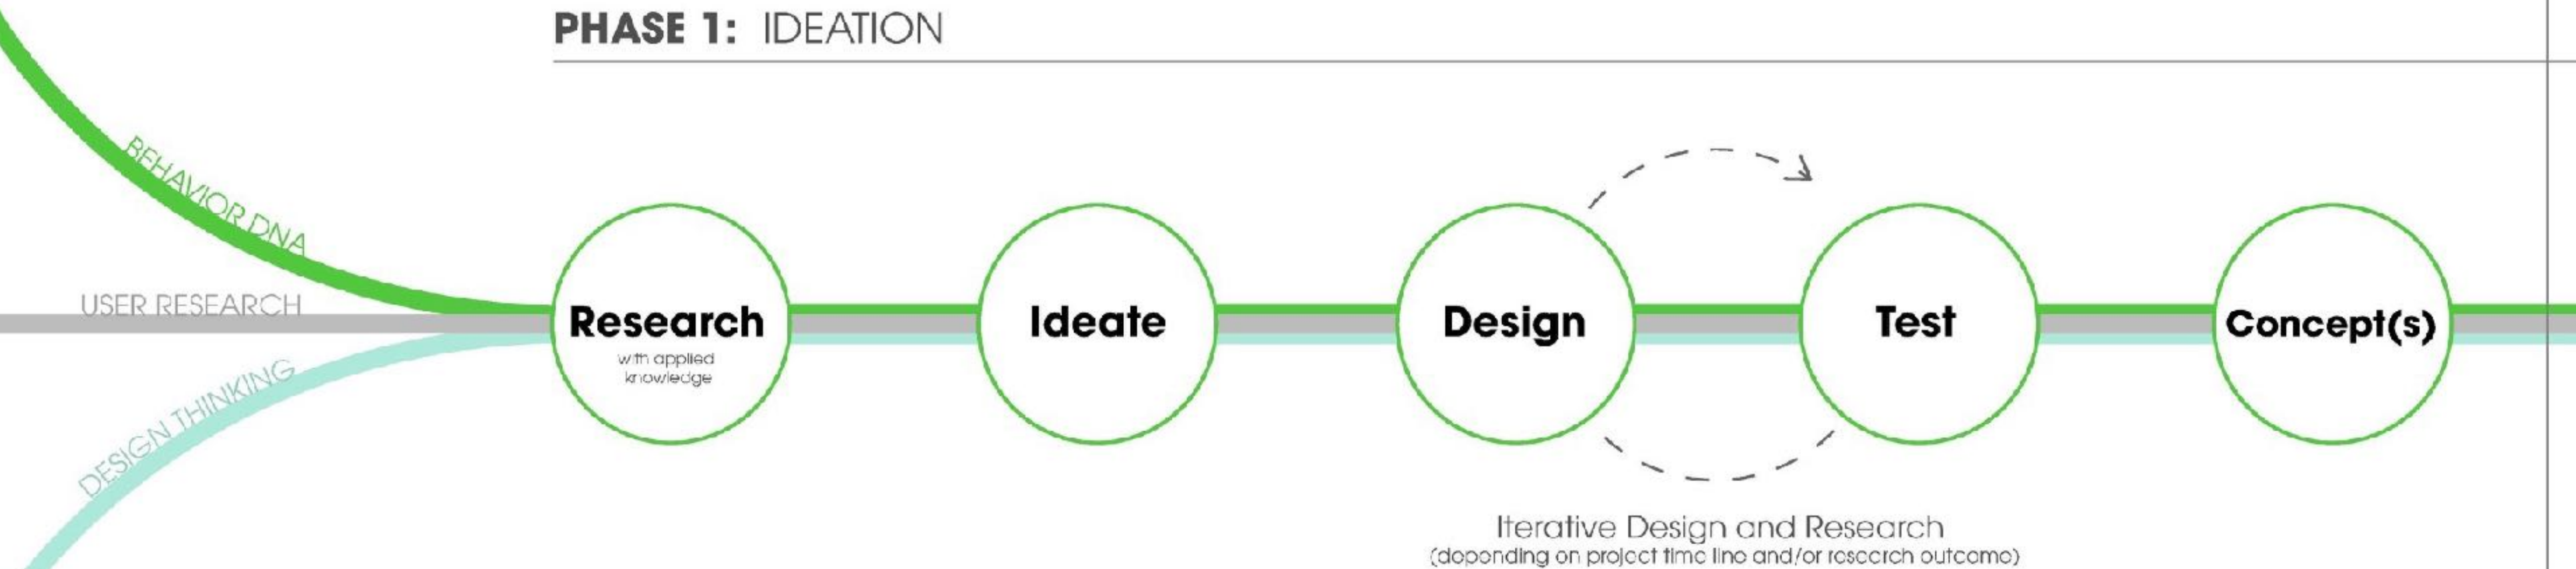 PHASE 1: IDEATION
BEHAVIOR DNA
USER RESEARCH
DESIGN THINKING
Research
with applied
knowledge
Ideate
Design
Test
Concept(s)
Iterative Design and Research
(depending on project time line and/or research outcome)